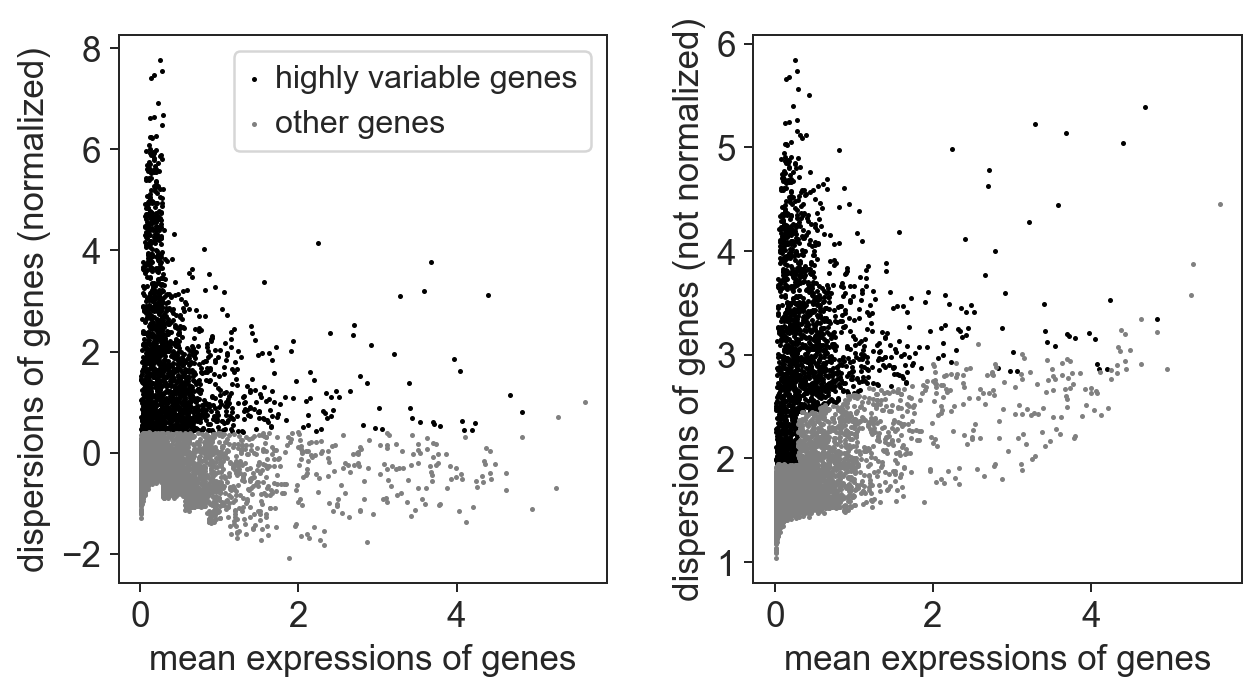 dispersions of genes (normalized)
8
6
4
2
0
−2
0 2 4
mean expressions of genes
highly variable genes
other genes
dispersions of genes (not normalized)
6
5
4
3
2
1
0 2 4
mean expressions of genes